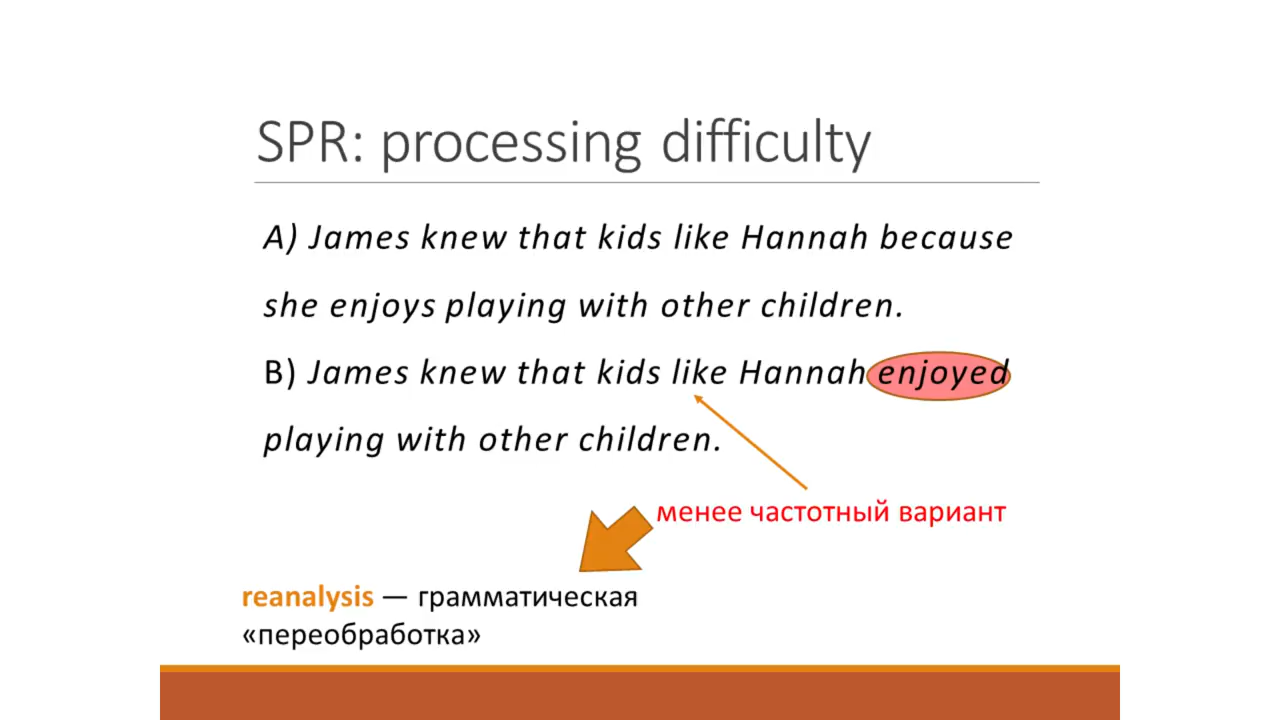 SPR: processing difficulty
A) James knew that kids like Hannah because
she enjoys playing with other children.
B) James knew that kids like Hannah enjoyed
playing with other children.
менее частотный вариант
reanalysis — грамматическая
«переобработка»